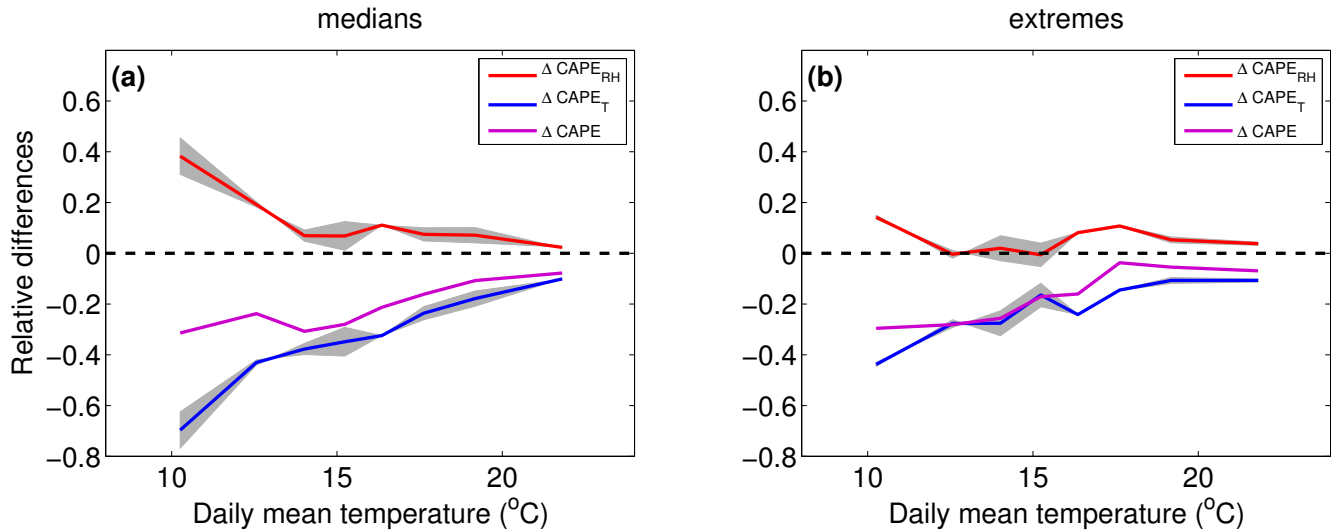 medians
(a)
Δ CAPE_RH
Δ CAPE_T
Δ CAPE
Relative differences
0.6
0.4
0.2
0
−0.2
−0.4
−0.6
−0.8
10
15
20
Daily mean temperature (°C)
extremes
(b)
Δ CAPE_RH
Δ CAPE_T
Δ CAPE
0.6
0.4
0.2
0
−0.2
−0.4
−0.6
−0.8
10
15
20
Daily mean temperature (°C)